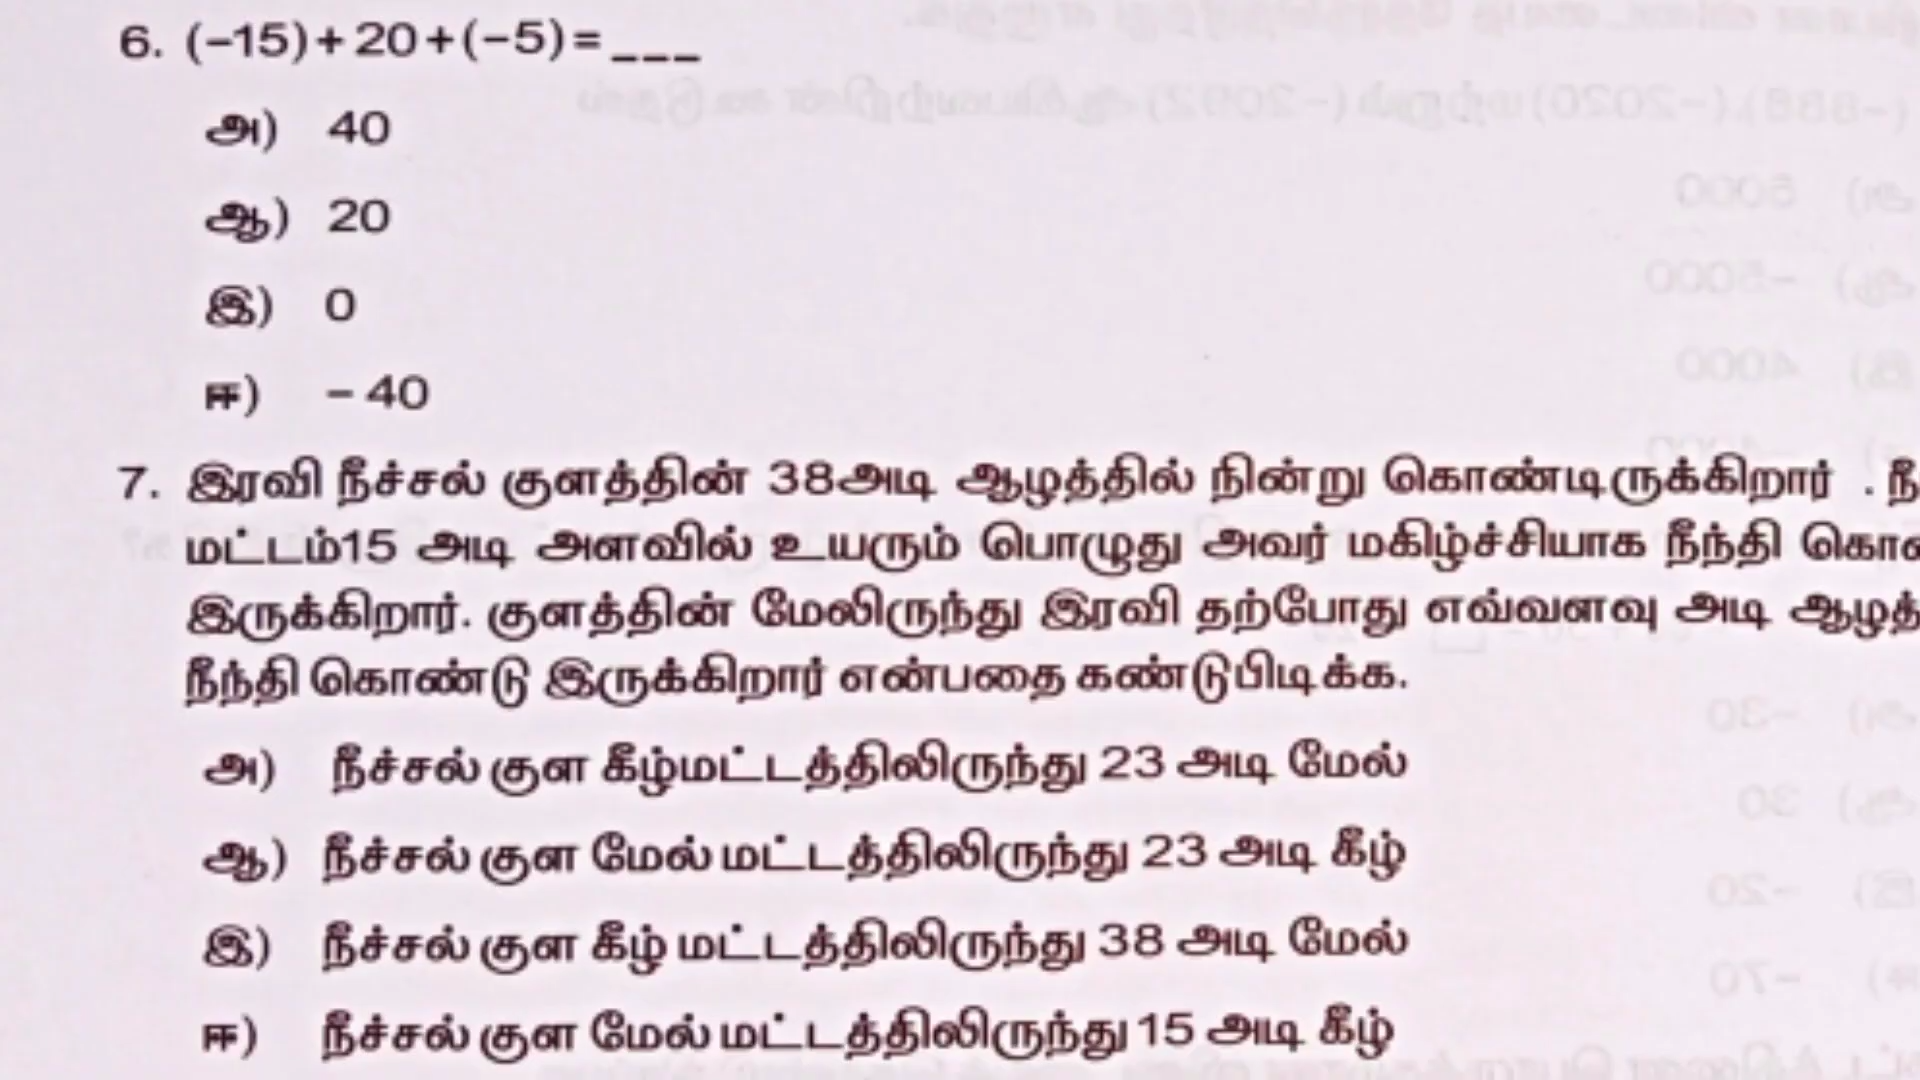 6. (−15)+20+(−5)=___
அ) 40
ஆ) 20
இ) 0
ஈ) – 40
7. இரவி நீச்சல் குளத்தின் 38அடி ஆழத்தில் நின்று கொண்டிருக்கிறார் .
மட்டம்15 அடி அளவில் உயரும் பொழுது அவர் மகிழ்ச்சியாக நீந்தி
இருக்கிறார். குளத்தின் மேலிருந்து இரவி தற்போது எவ்வளவு அடி
நீந்தி கொண்டு இருக்கிறார் என்பதை கண்டுபிடிக்க.
அ) நீச்சல் குள கீழ்மட்டத்திலிருந்து 23 அடி மேல்
ஆ) நீச்சல் குள மேல் மட்டத்திலிருந்து 23 அடி கீழ்
இ) நீச்சல் குள கீழ் மட்டத்திலிருந்து 38 அடி மேல்
ஈ) நீச்சல் குள மேல் மட்டத்திலிருந்து 15 அடி கீழ்